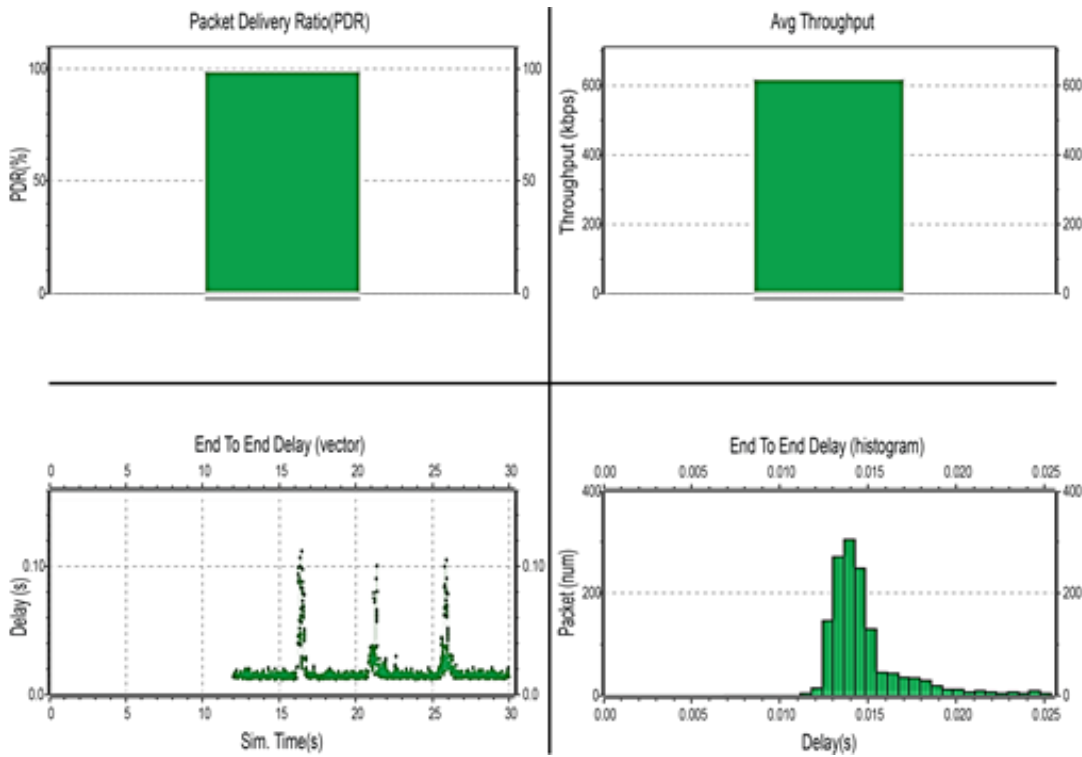 Packet Delivery Ratio(PDR)
100
100
PDR(%)
50
50
0
0
Avg Throughput
Throughput (kbps)
600
600
400
400
200
200
0
0
End To End Delay (vector)
0 5 10 15 20 25 30
Delay (s)
0.10
0.10
0.0
0.0
0 5 10 15 20 25 30
Sim. Time(s)
End To End Delay (histogram)
0.00 0.005 0.010 0.015 0.020 0.025
Packet (num)
400
400
200
200
0
0
0.00 0.005 0.010 0.015 0.020 0.025
Delay(s)